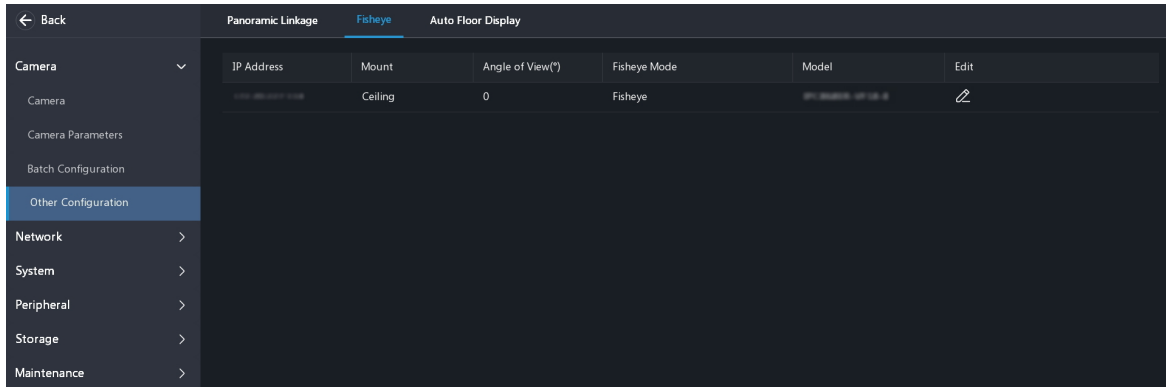 Back
Panoramic Linkage Fisheye Auto Floor Display
Camera
IP Address Mount Angle of View(°) Fisheye Mode Model Edit
Camera
Ceiling 0 Fisheye
Camera Parameters
Batch Configuration
Other Configuration
Network
System
Peripheral
Storage
Maintenance